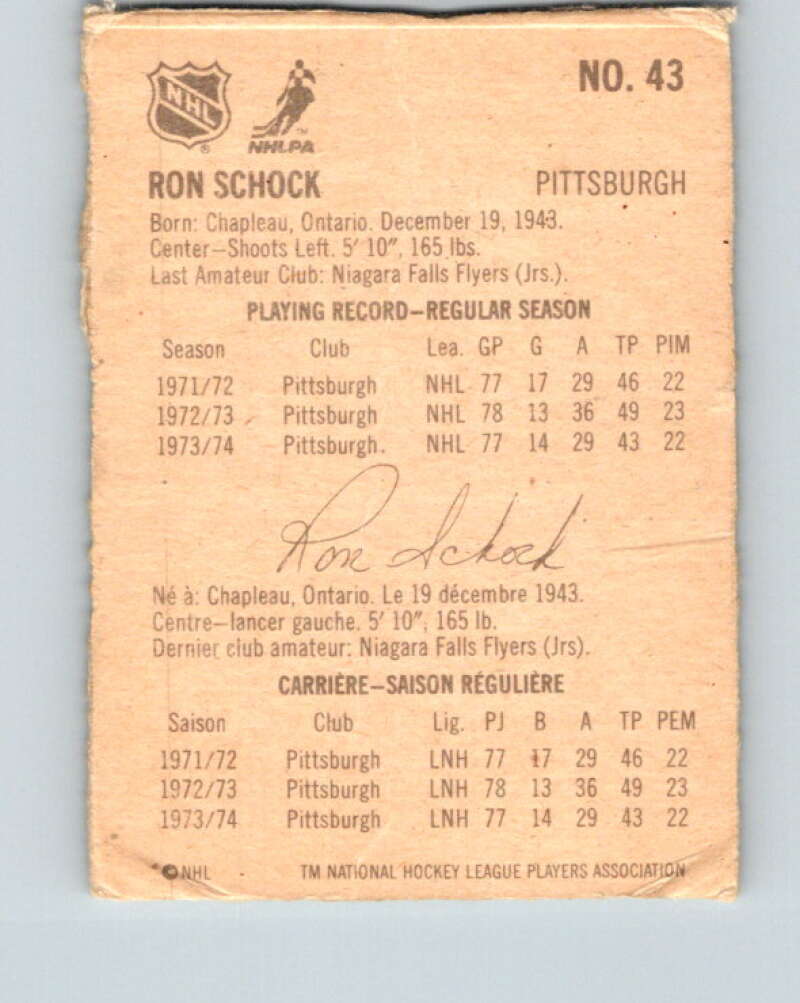 NHL NHLPA NO. 43
RON SCHOCK PITTSBURGH
Born: Chapleau, Ontario. December 19, 1943.
Center—Shoots Left. 5′ 10″, 165 lbs.
Last Amateur Club: Niagara Falls Flyers (Jrs.).
PLAYING RECORD—REGULAR SEASON
Season Club Lea. GP G A TP PIM
1971/72 Pittsburgh NHL 77 17 29 46 22
1972/73 Pittsburgh NHL 78 13 36 49 23
1973/74 Pittsburgh. NHL 77 14 29 43 22
Ron Schock
Né à: Chapleau, Ontario. Le 19 décembre 1943.
Centre—lancer gauche. 5′ 10″, 165 lb.
Dernier club amateur: Niagara Falls Flyers (Jrs).
CARRIÈRE—SAISON RÉGULIÈRE
Saison Club Lig. PJ B A TP PEM
1971/72 Pittsburgh LNH 77 17 29 46 22
1972/73 Pittsburgh LNH 78 13 36 49 23
1973/74 Pittsburgh LNH 77 14 29 43 22
©NHL TM NATIONAL HOCKEY LEAGUE PLAYERS ASSOCIATION